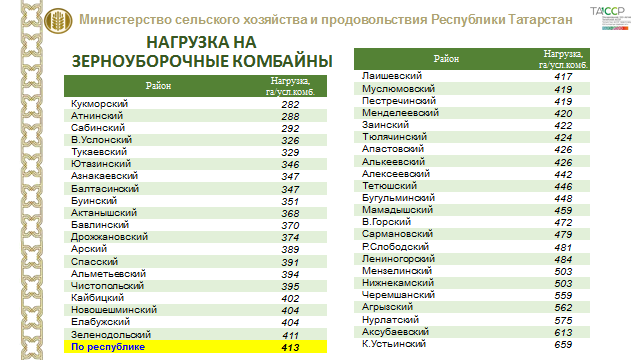 Министерство сельского хозяйства и продовольствия Республики Татарстан
ТАССР
НАГРУЗКА НА
ЗЕРНОУБОРОЧНЫЕ КОМБАЙНЫ
Район Нагрузка, га/усл.комб.
Кукморский 282
Атнинский 288
Сабинский 292
В.Услонский 326
Тукаевский 329
Ютазинский 346
Азнакаевский 347
Балтасинский 347
Буинский 351
Актанышский 368
Бавлинский 370
Дрожжановский 374
Арский 389
Спасский 391
Альметьевский 394
Чистопольский 395
Кайбицкий 402
Новошешминский 404
Елабужский 404
Зеленодольский 411
По республике 413
Район Нагрузка, га/усл.комб.
Лаишевский 417
Муслюмовский 419
Пестречинский 419
Менделеевский 420
Заинский 422
Тюлячинский 424
Апастовский 426
Алькеевский 426
Алексеевский 442
Тетюшский 446
Бугульминский 448
Мамадышский 459
В.Горский 472
Сармановский 479
Р.Слободский 481
Лениногорский 484
Мензелинский 503
Нижнекамский 503
Черемшанский 559
Агрызский 562
Нурлатский 575
Аксубаевский 613
К.Устьинский 659